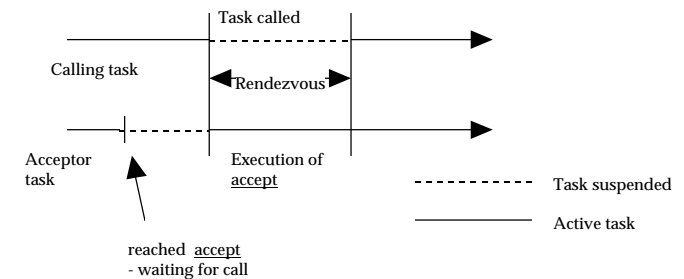 Task called
Calling task
Rendezvous
Acceptor
task
Execution of
accept
Task suspended
Active task
reached accept
- waiting for call